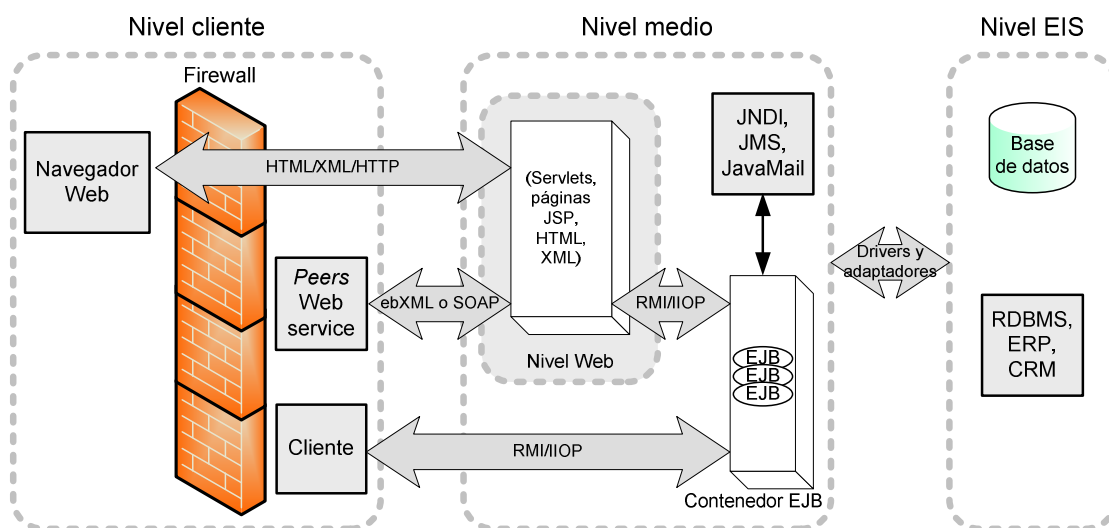 Nivel cliente
Nivel medio
Nivel EIS
Firewall
Navegador
Web
HTML/XML/HTTP
(Servlets,
páginas
JSP,
HTML,
XML)
JNDI,
JMS,
JavaMail
Base
de datos
Peers
Web
service
ebXML o SOAP
RMI/IIOP
Drivers y
adaptadores
Nivel Web
EJB
EJB
EJB
RDBMS,
ERP,
CRM
Cliente
RMI/IIOP
Contenedor EJB